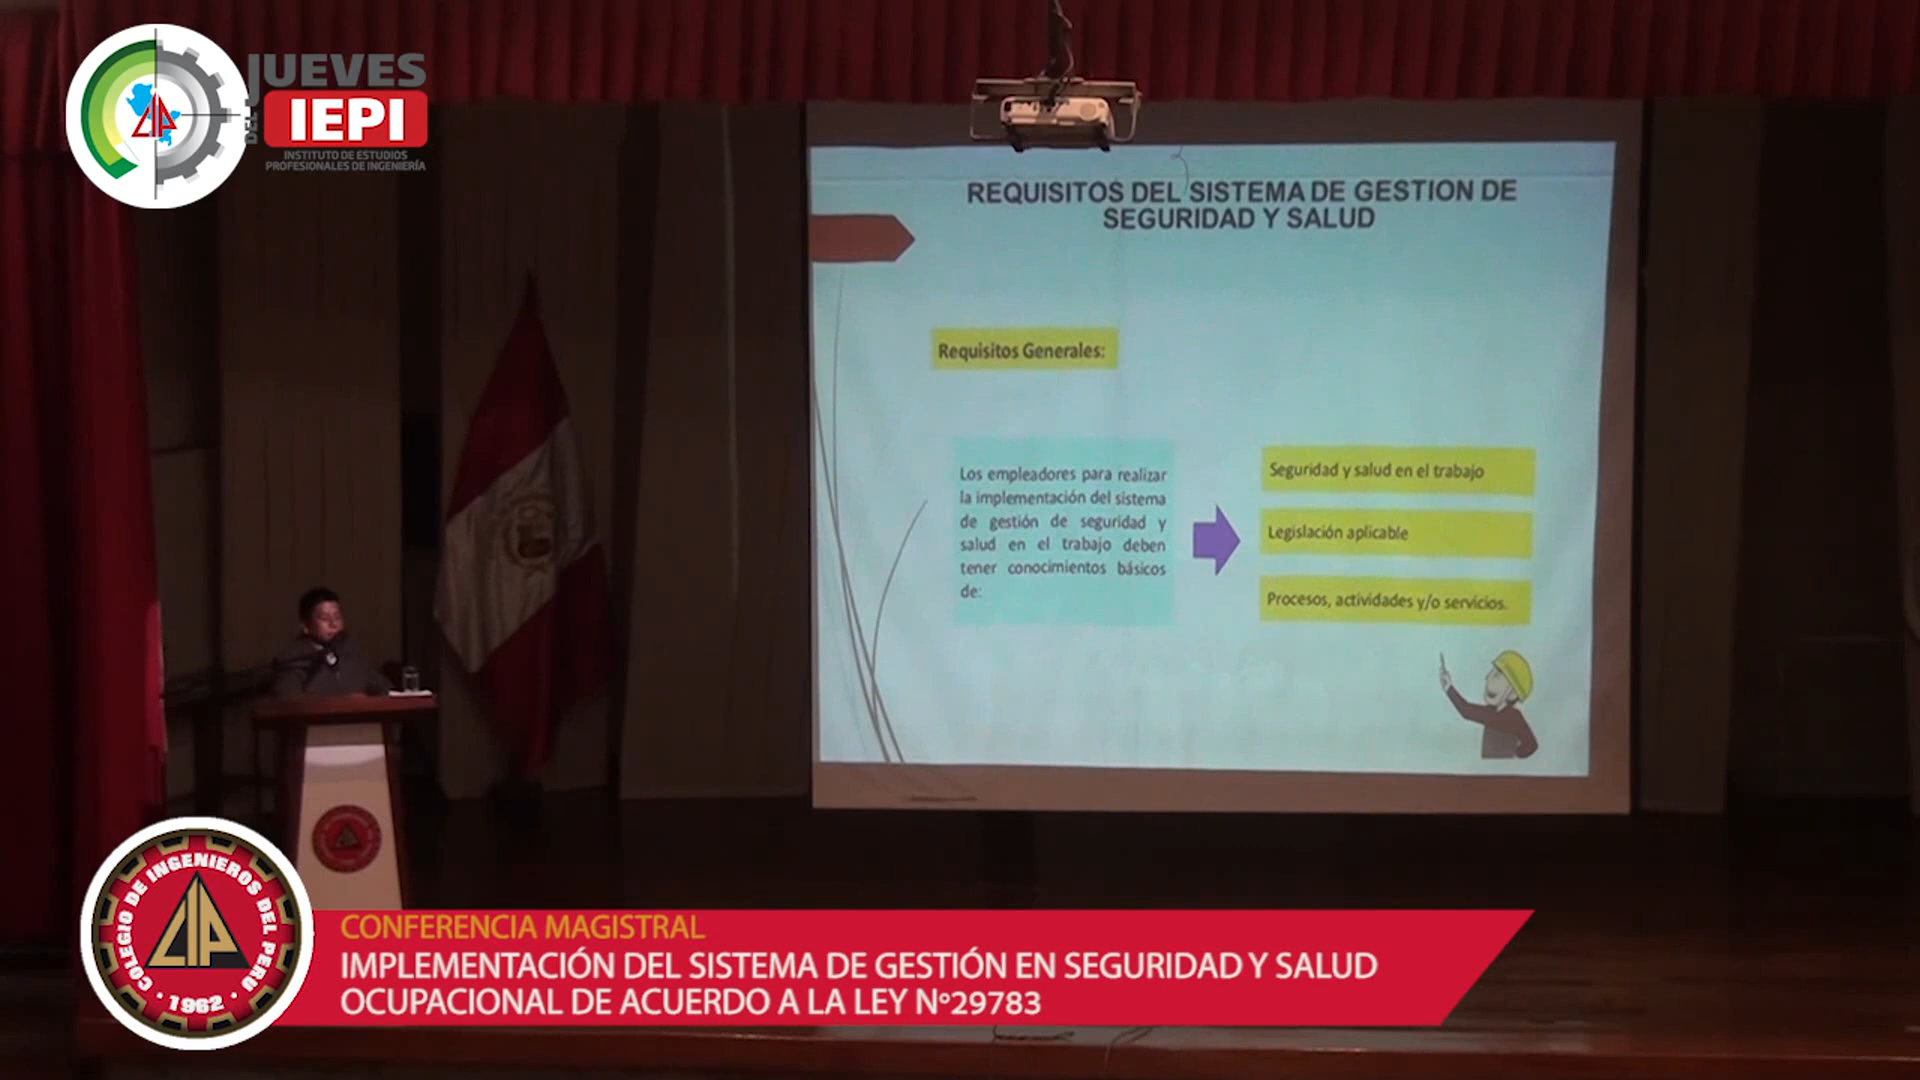 JUEVES
DEL
IEPI
INSTITUTO DE ESTUDIOS
PROFESIONALES DE INGENIERÍA
REQUISITOS DEL SISTEMA DE GESTION DE
SEGURIDAD Y SALUD
Requisitos Generales:
Los empleadores para realizar
la implementación del sistema
de gestión de seguridad y
salud en el trabajo deben
tener conocimientos básicos
de:
Seguridad y salud en el trabajo
Legislación aplicable
Procesos, actividades y/o servicios.
COLEGIO DE INGENIEROS DEL PERU
CIP
· 1962 ·
CONFERENCIA MAGISTRAL
IMPLEMENTACIÓN DEL SISTEMA DE GESTIÓN EN SEGURIDAD Y SALUD
OCUPACIONAL DE ACUERDO A LA LEY N°29783